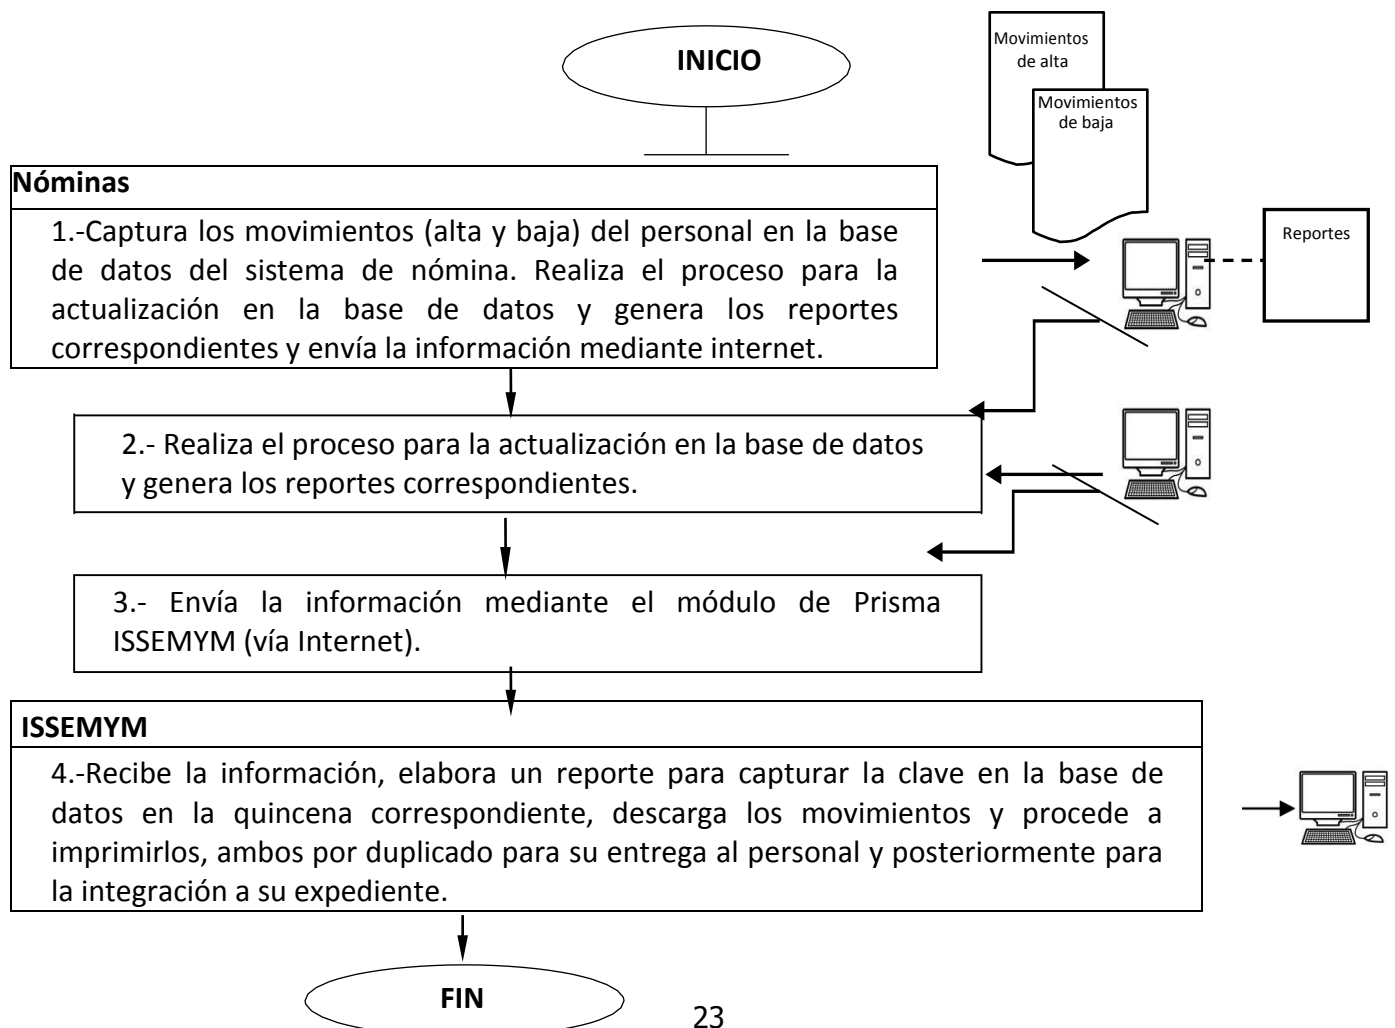 INICIO
Movimientos
de alta
Movimientos
de baja
Nóminas
1.-Captura los movimientos (alta y baja) del personal en la base
de datos del sistema de nómina. Realiza el proceso para la
actualización en la base de datos y genera los reportes
correspondientes y envía la información mediante internet.
Reportes
2.- Realiza el proceso para la actualización en la base de datos
y genera los reportes correspondientes.
3.- Envía la información mediante el módulo de Prisma
ISSEMYM (vía Internet).
ISSEMYM
4.-Recibe la información, elabora un reporte para capturar la clave en la base de
datos en la quincena correspondiente, descarga los movimientos y procede a
imprimirlos, ambos por duplicado para su entrega al personal y posteriormente para
la integración a su expediente.
FIN
23